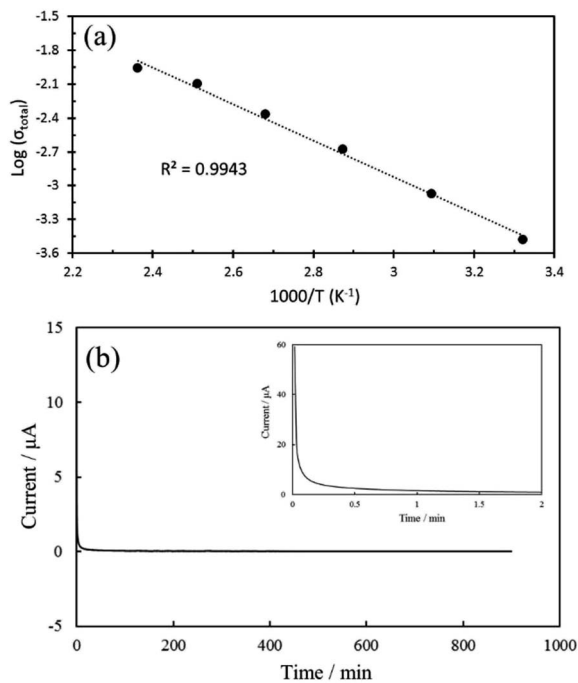 (a)
-1.5
-1.8
-2.1
-2.4
-2.7
-3
-3.3
-3.6
Log (σtotal)
R² = 0.9943
2.2 2.4 2.6 2.8 3 3.2 3.4
1000/T (K⁻¹)
(b)
15
10
5
0
-5
Current / μA
60
40
20
0
Current / μA
0 0.5 1 1.5 2
Time / min
0 200 400 600 800 1000
Time / min